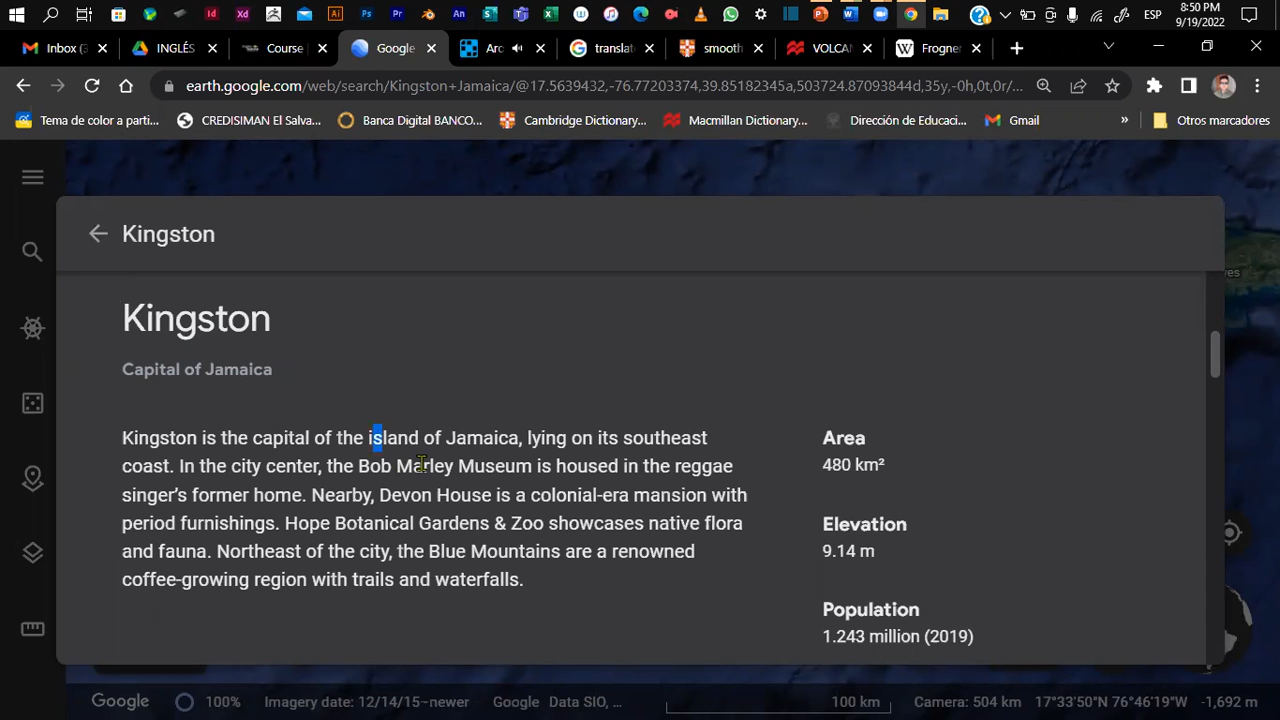 Id
Xd
Ai
Ps
Pr
An
ESP
8:50 PM
9/19/2022
Inbox (3
INGLÉS
Course
Google
Arc
translat
smooth
VOLCAN
Frogner
earth.google.com/web/search/Kingston+Jamaica/@17.5639432,-76.77203374,39.85182345a,503724.87093844d,35y,-0h,0t,0r/...
Tema de color a parti...
CREDISIMAN El Salva...
Banca Digital BANCO...
Cambridge Dictionary...
Macmillan Dictionary...
Dirección de Educaci...
Gmail
»
Otros marcadores
Kingston
Kingston
Capital of Jamaica
Kingston is the capital of the island of Jamaica, lying on its southeast
coast. In the city center, the Bob Marley Museum is housed in the reggae
singer's former home. Nearby, Devon House is a colonial-era mansion with
period furnishings. Hope Botanical Gardens & Zoo showcases native flora
and fauna. Northeast of the city, the Blue Mountains are a renowned
coffee-growing region with trails and waterfalls.
Area
480 km²
Elevation
9.14 m
Population
1.243 million (2019)
Google
100%
Imagery date: 12/14/15–newer
Google
Data SIO, ...
100 km
Camera: 504 km
17°33'50"N 76°46'19"W
-1,692 m